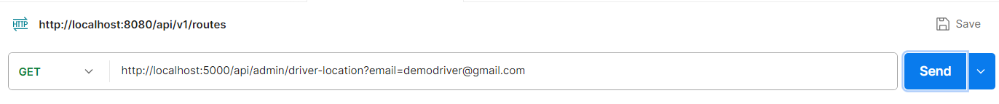 HTTP http://localhost:8080/api/v1/routes Save
GET http://localhost:5000/api/admin/driver-location?email=demodriver@gmail.com Send